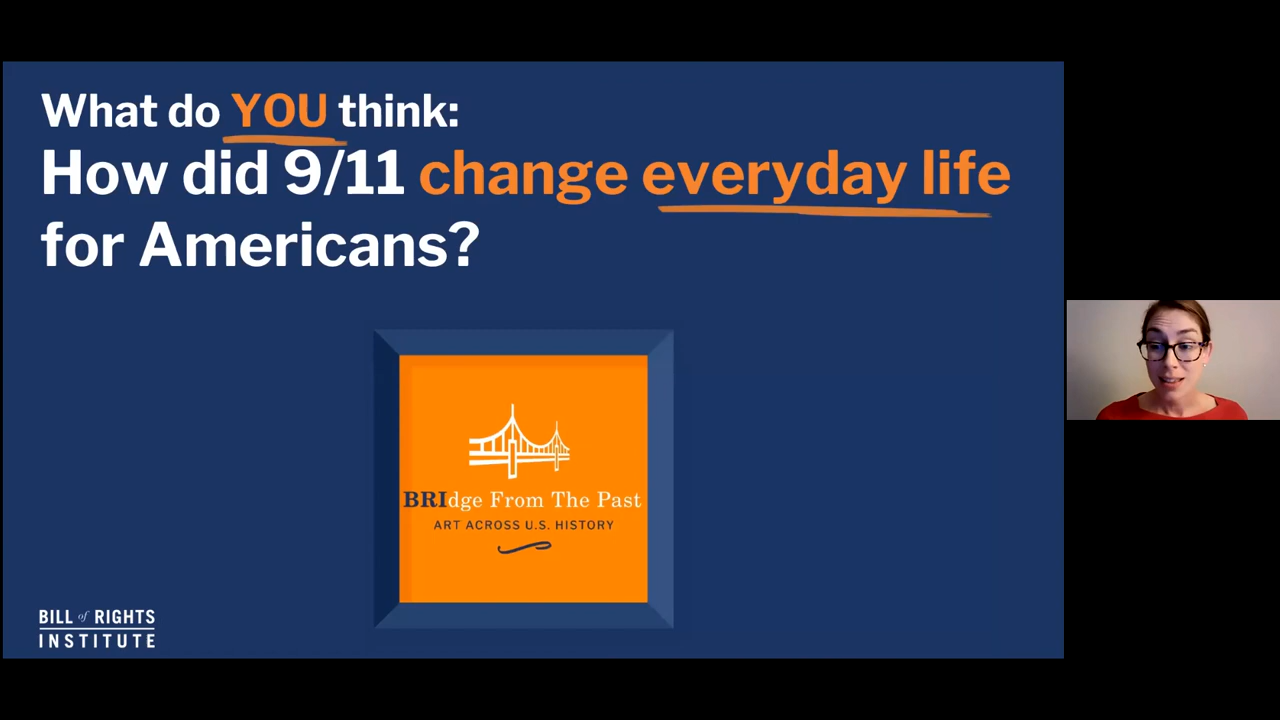 What do YOU think:
How did 9/11 change everyday life
for Americans?
BRIdge From The Past
ART ACROSS U.S. HISTORY
BILL of RIGHTS
INSTITUTE